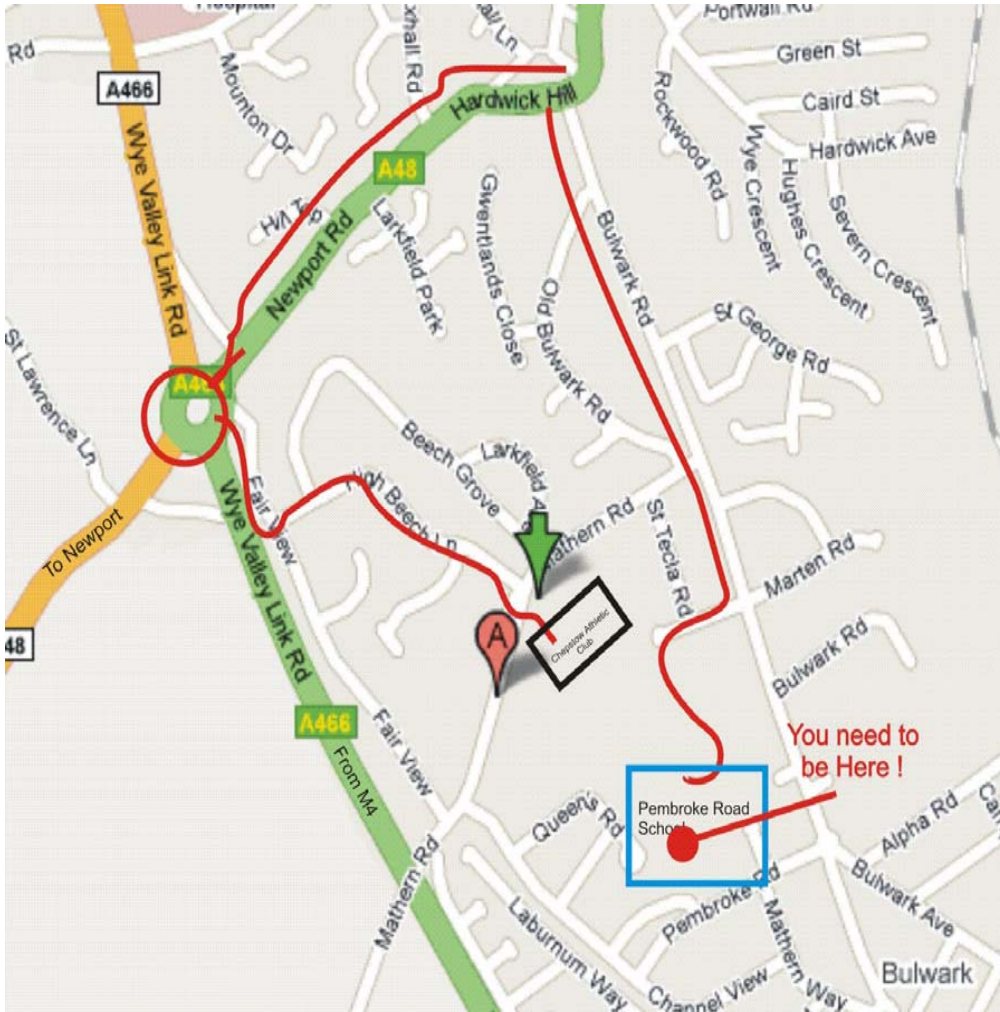 Hospital
Portwall Rd
Rd
Green St
A466
Mounton Dr
Rockwood Rd
Caird St
Hardwick Hill
Wye Crescent
Hardwick Ave
A48
Hughes Crescent
Severn Crescent
Wye Valley Link Rd
Larkfield Park
Newport Rd
Gwentlands Close
Bulwark Rd
Old Bulwark Rd
St George Rd
St Lawrence Ln
Beech Grove
Larkfield
Fair View
Beech Ln
Mathern Rd
St Tecla Rd
Marten Rd
To Newport
Wye Valley Link Rd
Chepstow Athletic
Club
A
48
Bulwark Rd
A466
From M4
Fair View
You need to
be Here !
Pembroke Road
School
Queen's Rd
Alpha Rd
Mathern Rd
Pembroke Rd
Bulwark Ave
Laburnum Way
Mathern Way
Channel View
Bulwark